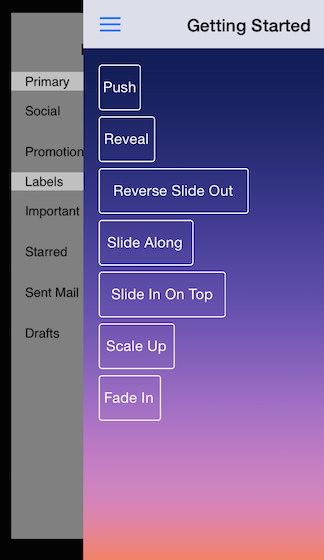 Getting Started
Primary
Social
Promotion
Labels
Important
Starred
Sent Mail
Drafts
Push
Reveal
Reverse Slide Out
Slide Along
Slide In On Top
Scale Up
Fade In